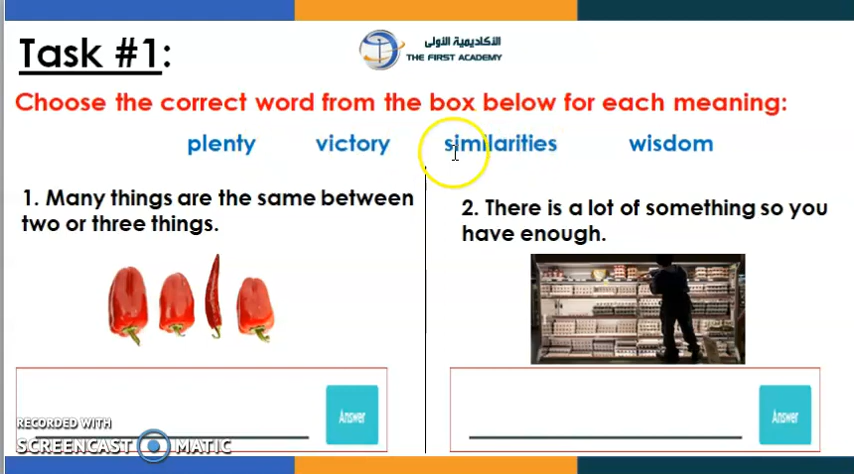 Task #1:
الأكاديمية الأولى
THE FIRST ACADEMY
Choose the correct word from the box below for each meaning:
plenty victory similarities wisdom
1. Many things are the same between
two or three things.
2. There is a lot of something so you
have enough.
Answer
Answer
RECORDED WITH
SCREENCAST MATIC